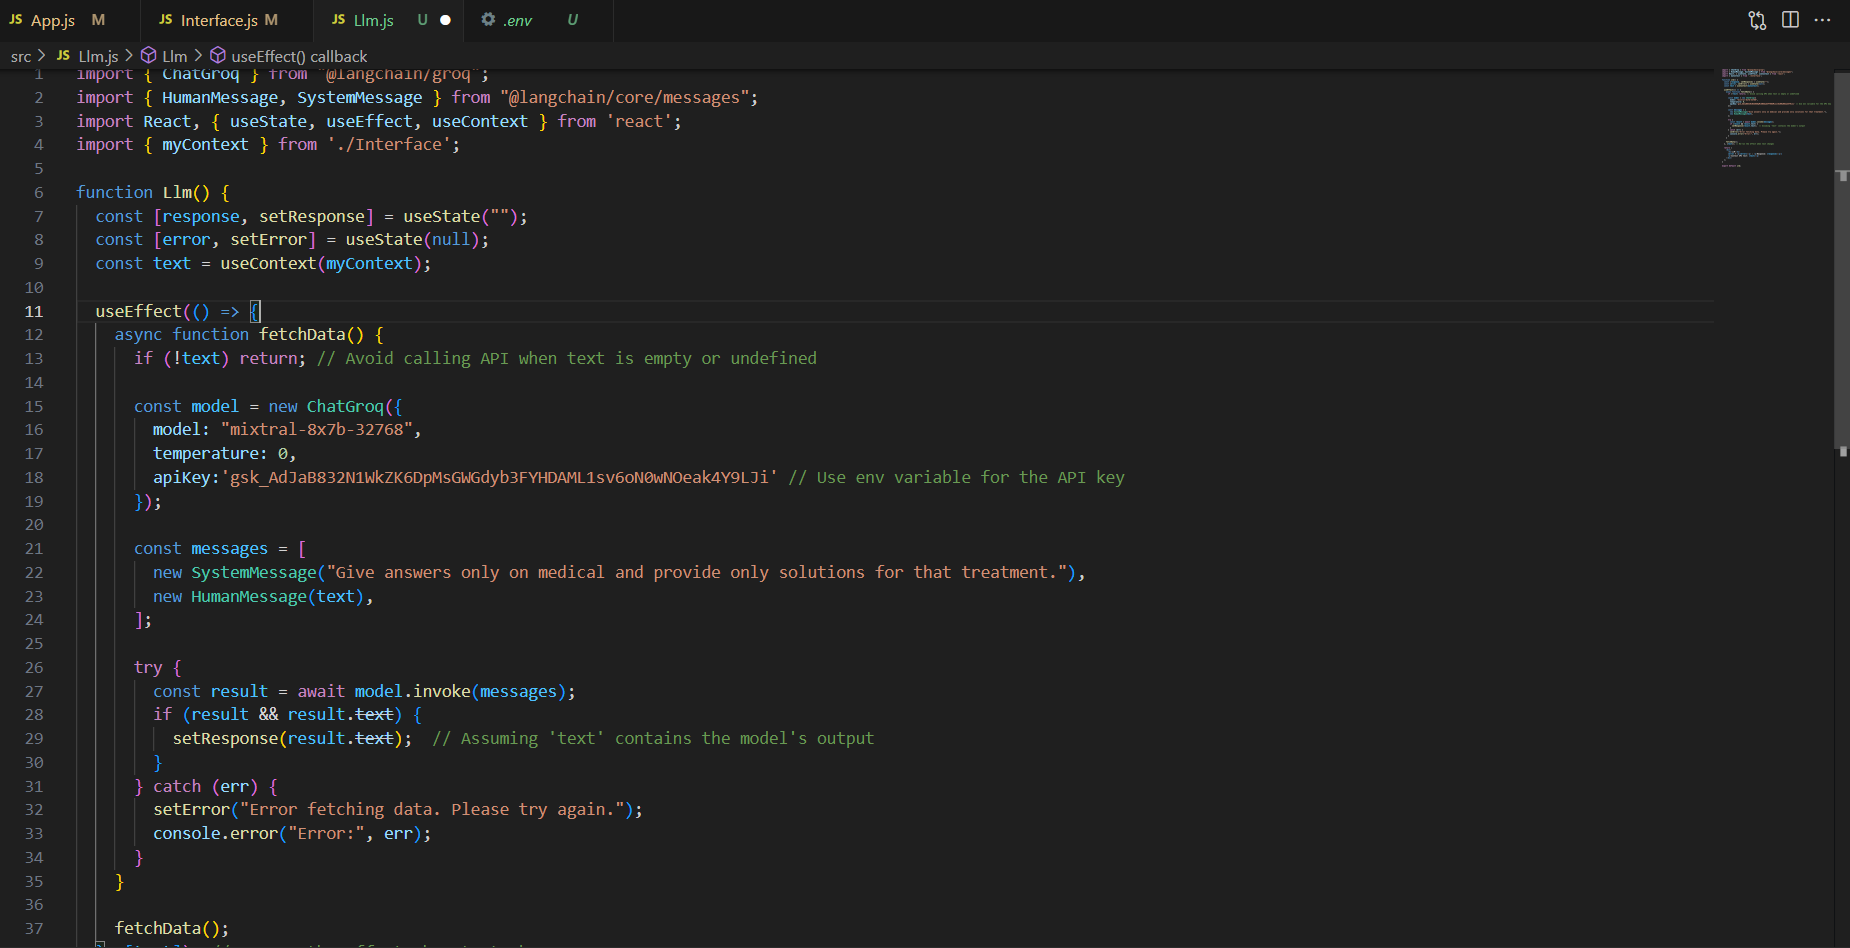 JS App.js M JS Interface.js M JS Llm.js U .env U
src > JS Llm.js > Llm > useEffect() callback
1 import { ChatGroq } from "@langchain/groq";
2 import { HumanMessage, SystemMessage } from "@langchain/core/messages";
3 import React, { useState, useEffect, useContext } from 'react';
4 import { myContext } from './Interface';
5
6 function Llm() {
7 const [response, setResponse] = useState("");
8 const [error, setError] = useState(null);
9 const text = useContext(myContext);
10
11 useEffect(() => {
12 async function fetchData() {
13 if (!text) return; // Avoid calling API when text is empty or undefined
14
15 const model = new ChatGroq({
16 model: "mixtral-8x7b-32768",
17 temperature: 0,
18 apiKey:'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' // Use env variable for the API key
19 });
20
21 const messages = [
22 new SystemMessage("Give answers only on medical and provide only solutions for that treatment."),
23 new HumanMessage(text),
24 ];
25
26 try {
27 const result = await model.invoke(messages);
28 if (result && result.text) {
29 setResponse(result.text); // Assuming 'text' contains the model's output
30 }
31 } catch (err) {
32 setError("Error fetching data. Please try again.");
33 console.error("Error:", err);
34 }
35 }
36
37 fetchData();